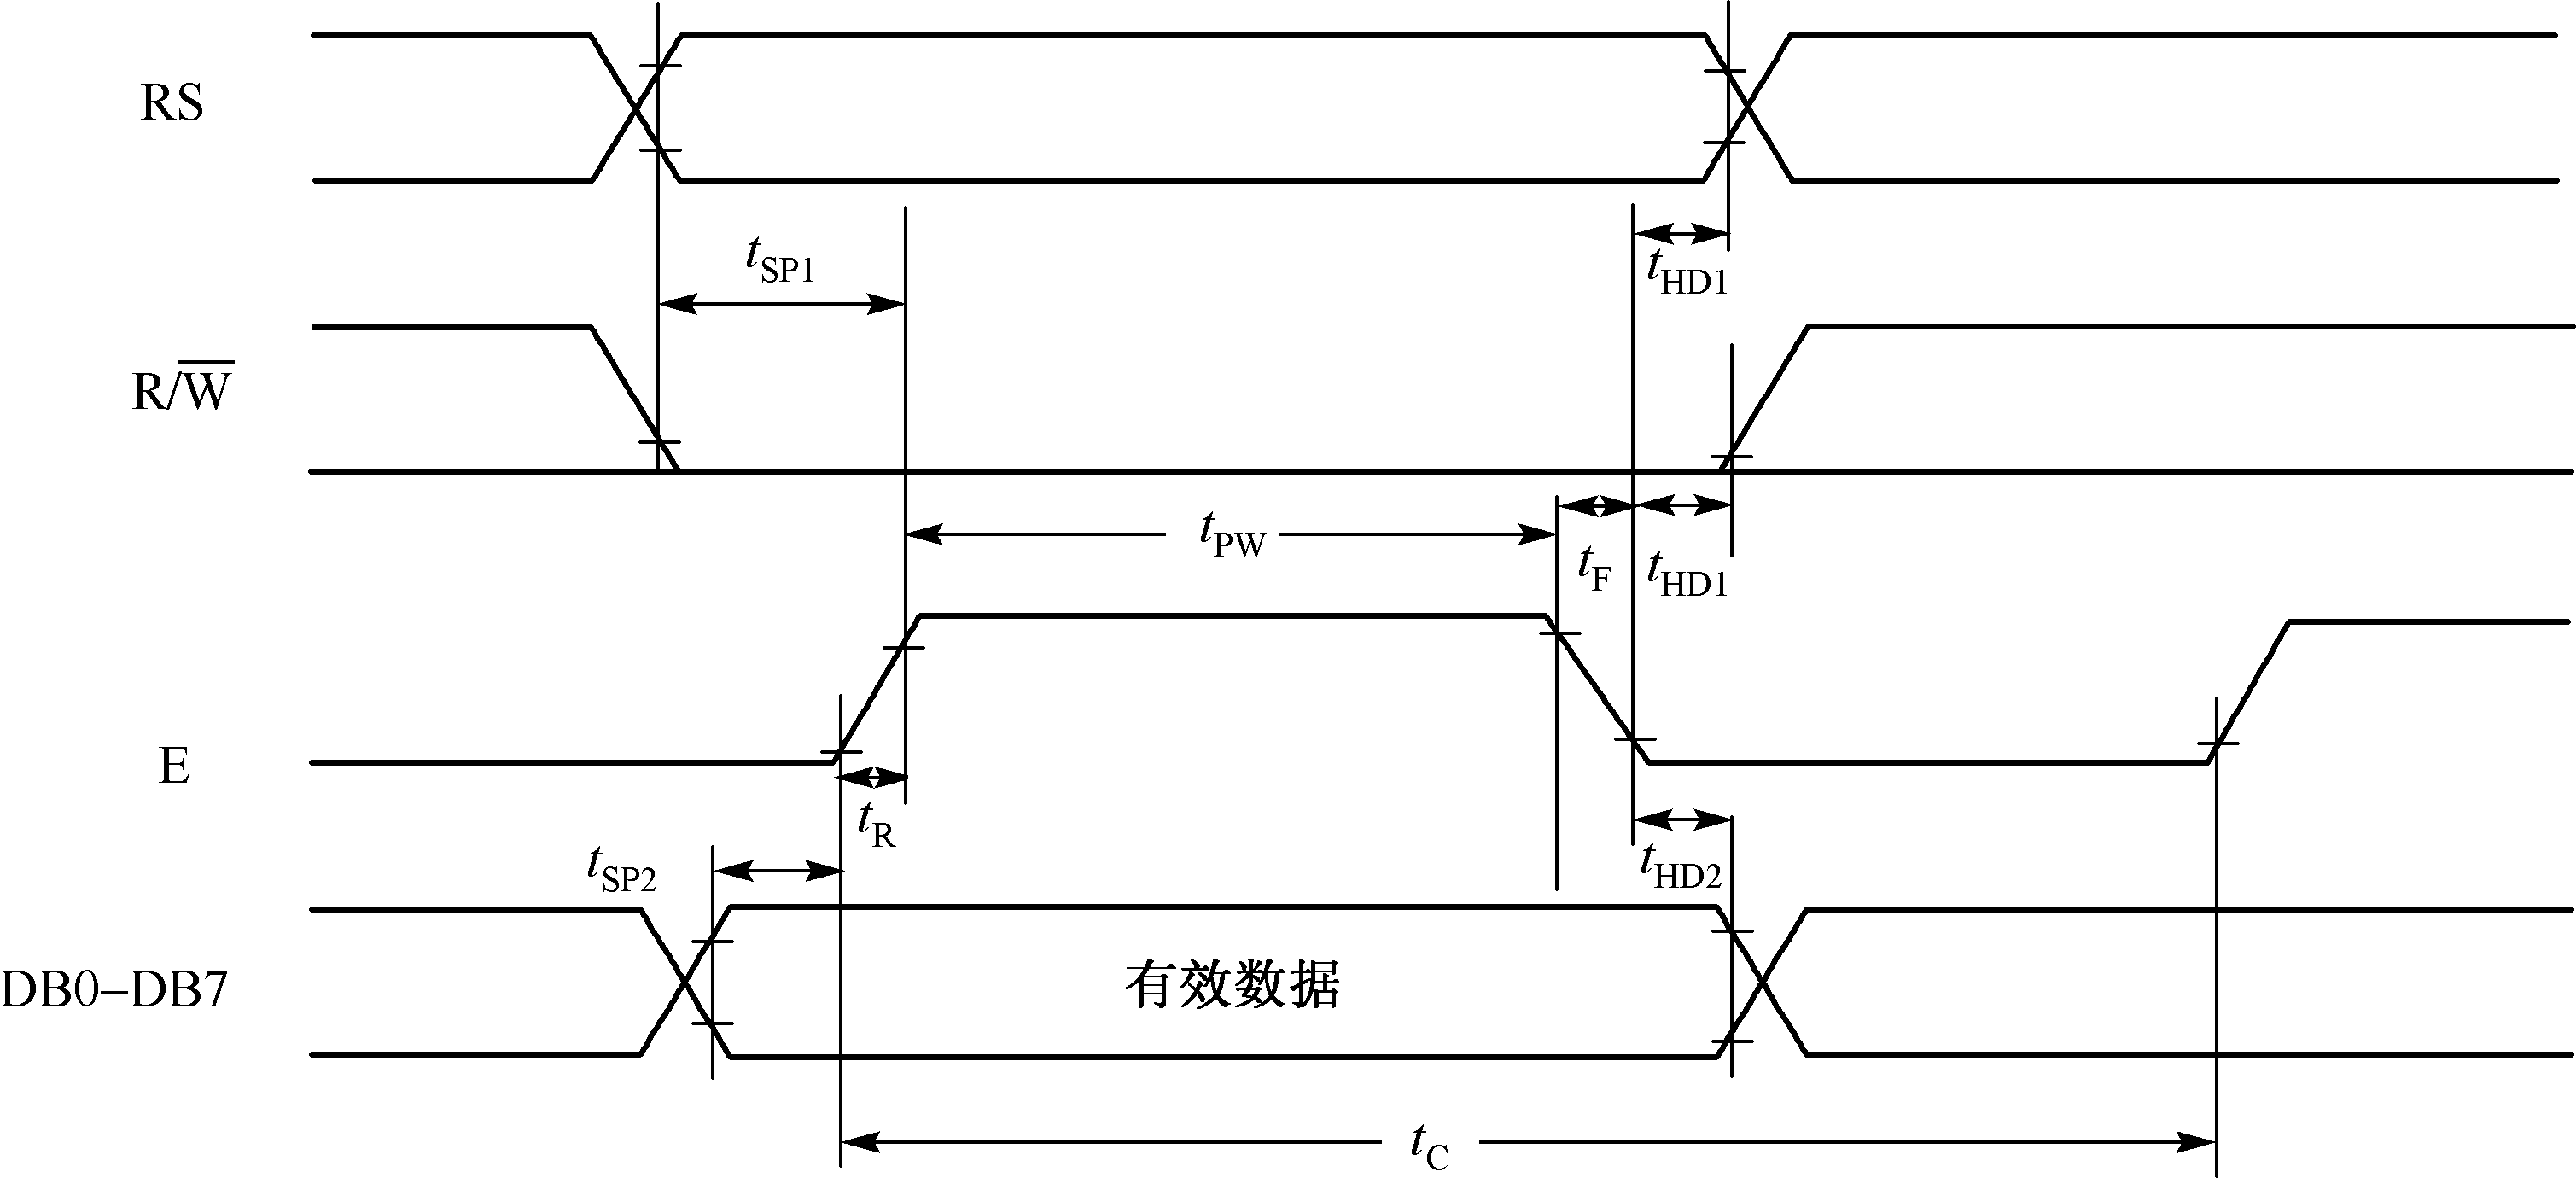 RS
tSP1
tHD1
R/W̅
tPW
tF
tHD1
E
tR
tSP2
tHD2
DB0–DB7
有效数据
tC